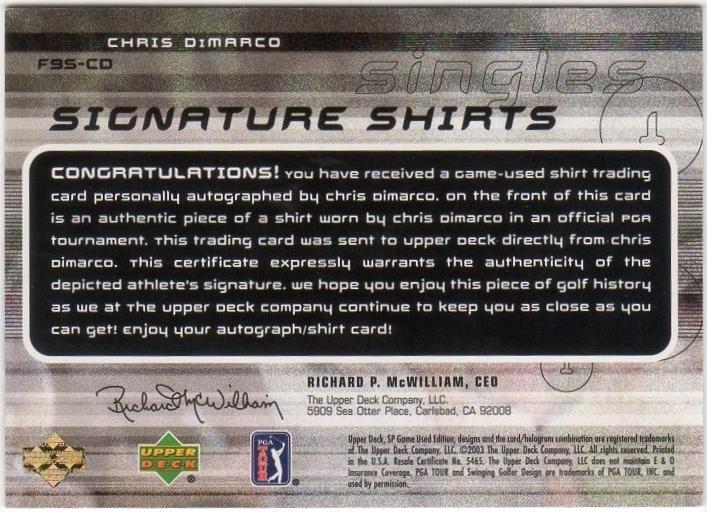 CHRIS DIMARCO
F9S-CD
singles
SIGNATURE SHIRTS
1
CONGRATULATIONS! You have received a game-used shirt trading
card personally autographed by Chris DiMarco. On the front of this card
is an authentic piece of a shirt worn by Chris DiMarco in an official PGA
tournament. This trading card was sent to Upper Deck directly from Chris
DiMarco. This certificate expressly warrants the authenticity of the
depicted athlete's signature. We hope you enjoy this piece of golf history
as we at The Upper Deck Company continue to keep you as close as you
can get! Enjoy your autograph/shirt card!
1
Richard McWilliam
RICHARD P. McWILLIAM, CEO
The Upper Deck Company, LLC.
5909 Sea Otter Place, Carlsbad, CA 92008
UPPER
DECK
®
PGA
TOUR
®
Upper Deck, SP Game Used Edition, designs and the card/hologram combination are registered trademarks
of The Upper Deck Company, LLC. ©2003 The Upper Deck Company, LLC. All rights reserved. Printed
in the U.S.A. Resale Certificate No. 5465. The Upper Deck Company, LLC does not maintain E & O
Insurance Coverage. PGA TOUR and Swinging Golfer Design are trademarks of PGA TOUR, INC. and
used by permission.